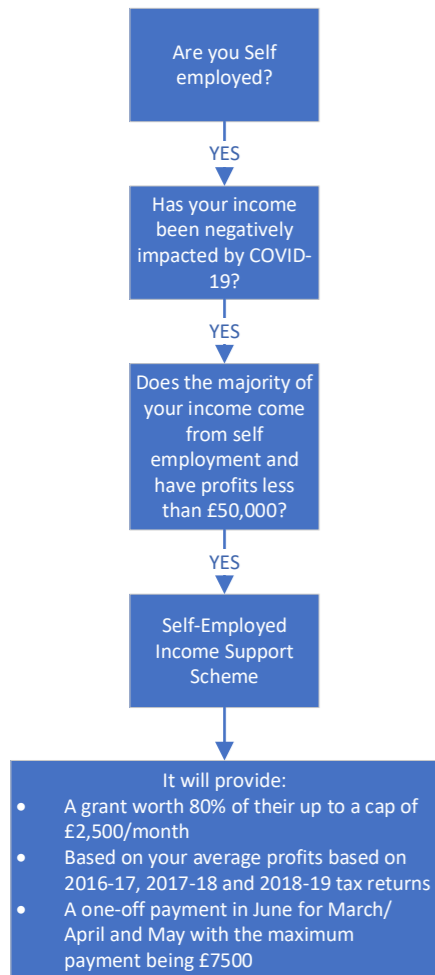 Are you Self
employed?
YES
Has your income
been negatively
impacted by COVID-
19?
YES
Does the majority of
your income come
from self
employment and
have profits less
than £50,000?
YES
Self-Employed
Income Support
Scheme
It will provide:
• A grant worth 80% of their up to a cap of
£2,500/month
• Based on your average profits based on
2016-17, 2017-18 and 2018-19 tax returns
• A one-off payment in June for March/
April and May with the maximum
payment being £7500